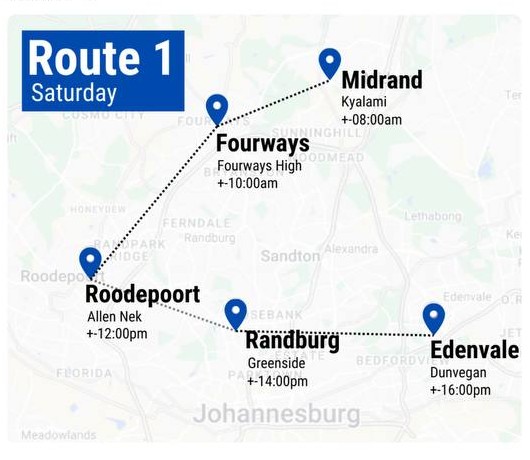 Route 1
Saturday
Midrand
Kyalami
+-08:00am
COSMO CITY
SUNNINGHILL
Fourways
Fourways High
+-10:00am
HONEYDEW
Lethabong
FERNDALE
Randburg
RANDPARK
RIDGE
Sandton
Alexandra
Roodepoort
Roodepoort
Allen Nek
+-12:00pm
Edenvale
Randburg
Greenside
+-14:00pm
Edenvale
Dunvegan
+-16:00pm
BEDFORDVIEW
FLORIDA
Johannesburg
Meadowlands